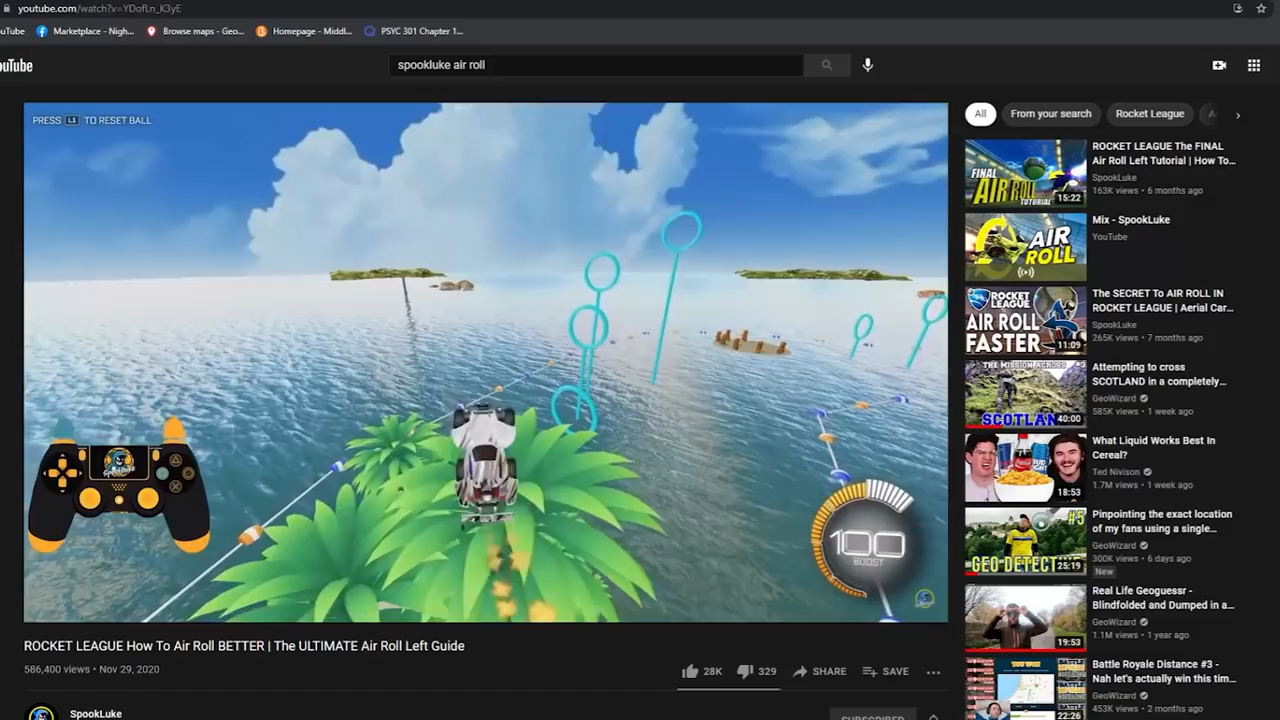 youtube.com/watch?v=YDofLn_K3yE
uTube
Marketplace - Nigh...
Browse maps - Geo...
Homepage - Middl...
PSYC 301 Chapter 1...
ouTube
spookluke air roll
PRESS L1 TO RESET BALL
100
BOOST
ROCKET LEAGUE How To Air Roll BETTER | The ULTIMATE Air Roll Left Guide
586,400 views • Nov 29, 2020
28K
329
SHARE
SAVE
SpookLuke
SUBSCRIBED
All
From your search
Rocket League
FINAL
AIR ROLL
TUTORIAL
15:22
ROCKET LEAGUE The FINAL
Air Roll Left Tutorial | How To...
SpookLuke
163K views • 6 months ago
AIR
ROLL
Mix - SpookLuke
YouTube
ROCKET LEAGUE
AIR ROLL
FASTER
11:09
The SECRET To AIR ROLL IN
ROCKET LEAGUE | Aerial Car...
SpookLuke
265K views • 7 months ago
THE MISSION ACROSS #3
SCOTLAN
40:00
Attempting to cross
SCOTLAND in a completely...
GeoWizard
585K views • 1 week ago
18:53
What Liquid Works Best In
Cereal?
Ted Nivison
1.7M views • 1 week ago
#5
GEO DETECTIVE
25:19
Pinpointing the exact location
of my fans using a single...
GeoWizard
300K views • 6 days ago
New
19:53
Real Life Geoguessr -
Blindfolded and Dumped in a...
GeoWizard
1.1M views • 1 year ago
22:26
Battle Royale Distance #3 -
Nah let's actually win this tim...
GeoWizard
453K views • 2 months ago